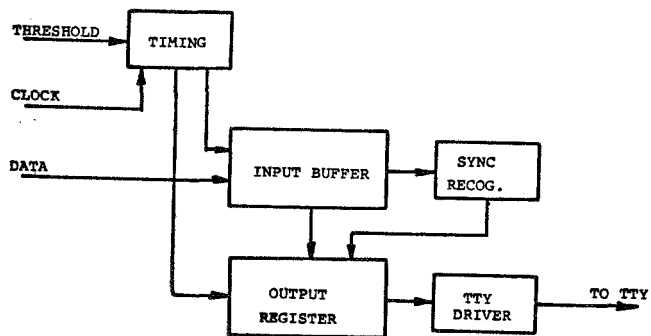 THRESHOLD
TIMING
CLOCK
DATA
INPUT BUFFER
SYNC
RECOG.
OUTPUT
REGISTER
TTY
DRIVER
TO TTY